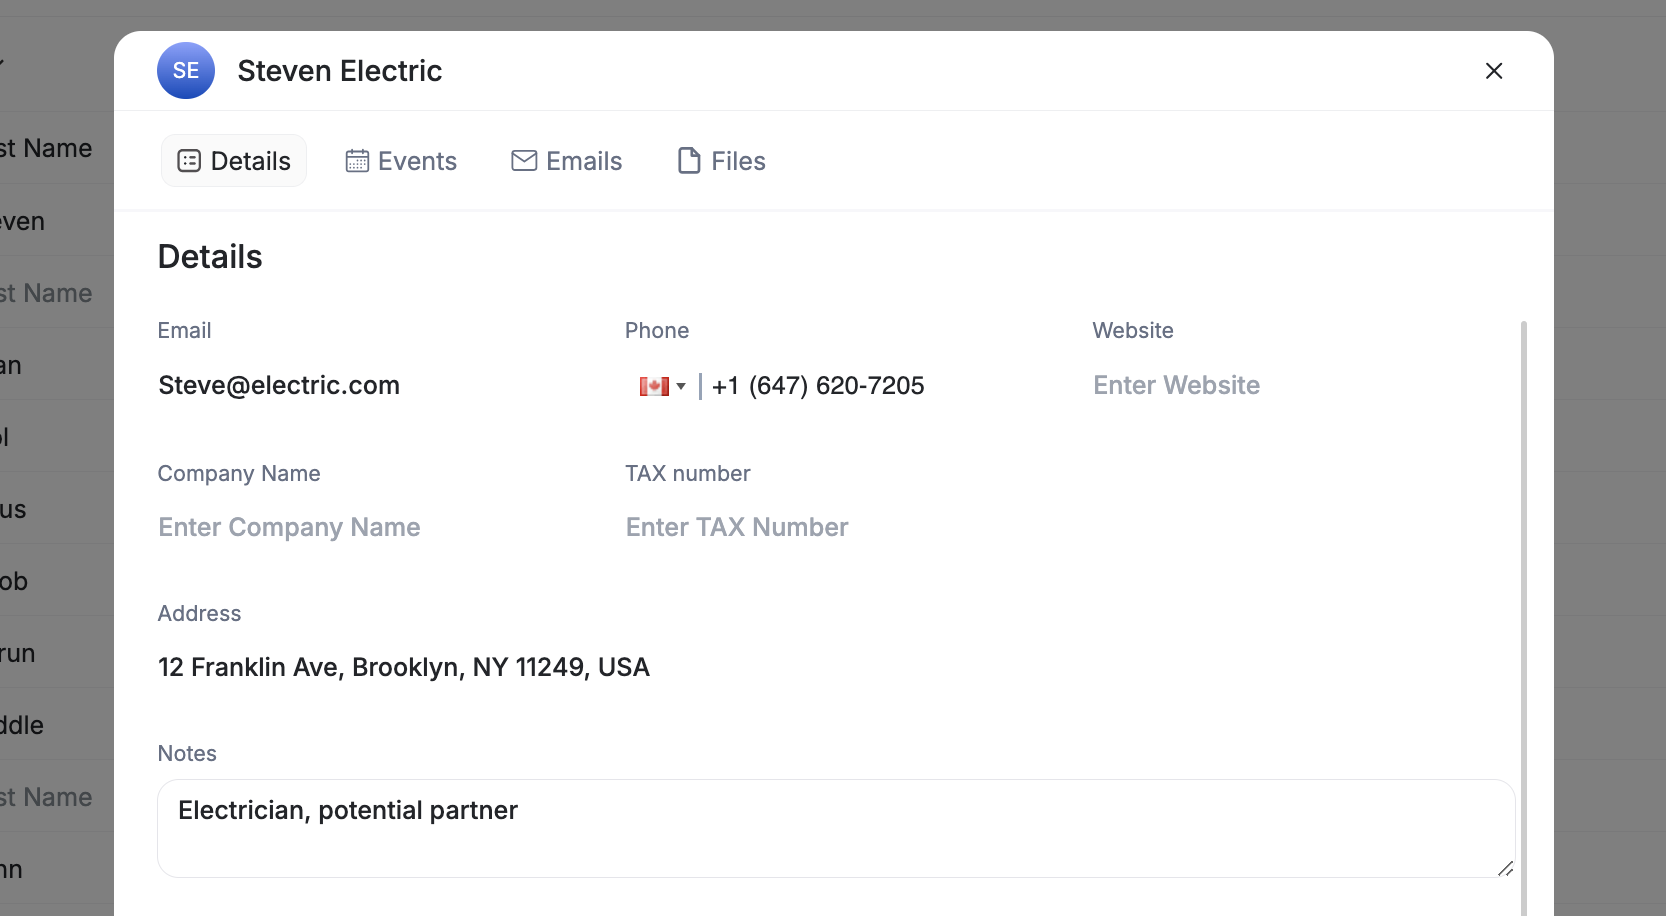 SE
Steven Electric
Details
Events
Emails
Files
Details
Email
Phone
Website
Steve@electric.com
+1 (647) 620-7205
Enter Website
Company Name
TAX number
Enter Company Name
Enter TAX Number
Address
12 Franklin Ave, Brooklyn, NY 11249, USA
Notes
Electrician, potential partner
st Name
even
st Name
an
ol
us
ob
run
ddle
st Name
nn